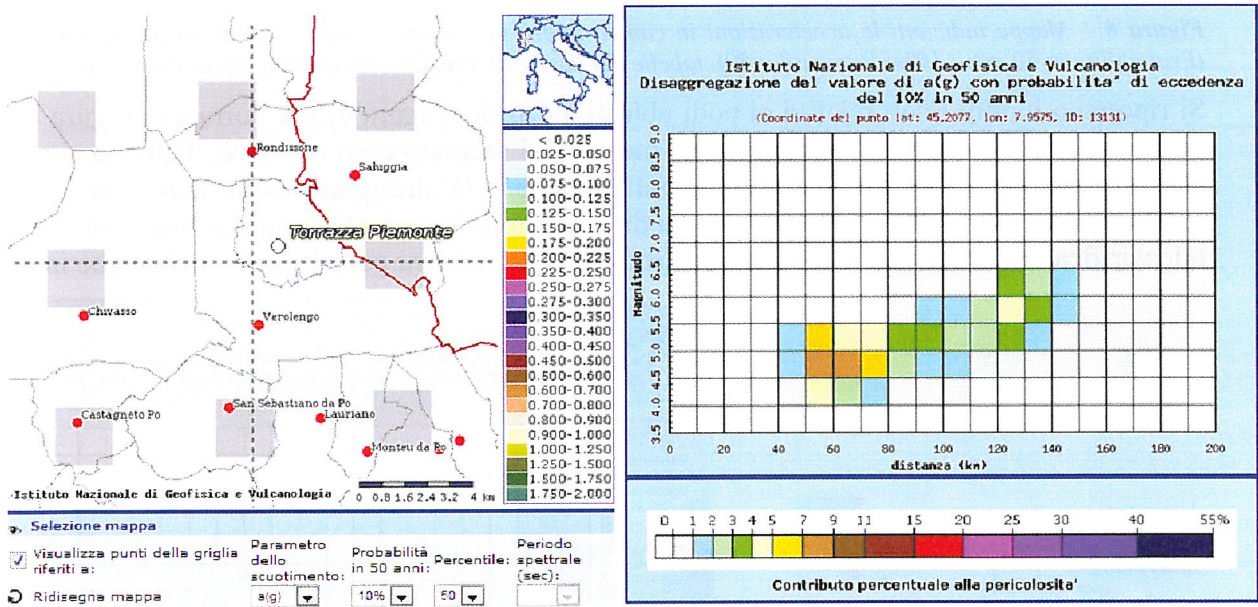 Rondissone
Saluggia
Torrazza Piemonte
Chivasso
Verolengo
Castagneto Po
San Sebastiano da Po
Lauriano
Monteu da Po
Istituto Nazionale di Geofisica e Vulcanologia
0 0.8 1.6 2.4 3.2 4 km
< 0.025
0.025-0.050
0.050-0.075
0.075-0.100
0.100-0.125
0.125-0.150
0.150-0.175
0.175-0.200
0.200-0.225
0.225-0.250
0.250-0.275
0.275-0.300
0.300-0.350
0.350-0.400
0.400-0.450
0.450-0.500
0.500-0.600
0.600-0.700
0.700-0.800
0.800-0.900
0.900-1.000
1.000-1.250
1.250-1.500
1.500-1.750
1.750-2.000
Selezione mappa
Visualizza punti della griglia
riferiti a:
Ridisegna mappa
Parametro
dello
scuotimento:
a(g)
Probabilità
in 50 anni:
10%
Percentile:
50
Periodo
spettrale
(sec):
Istituto Nazionale di Geofisica e Vulcanologia
Disaggregazione del valore di a(g) con probabilita' di eccedenza
del 10% in 50 anni
(Coordinate del punto lat: 45.2077, lon: 7.9575, ID: 13131)
Magnitudo
9.0
8.5
8.0
7.5
7.0
6.5
6.0
5.5
5.0
4.5
4.0
3.5
0 20 40 60 80 100 120 140 160 180 200
distanza (km)
0 1 2 3 4 5 7 9 11 15 20 25 30 40 55%
Contributo percentuale alla pericolosita'